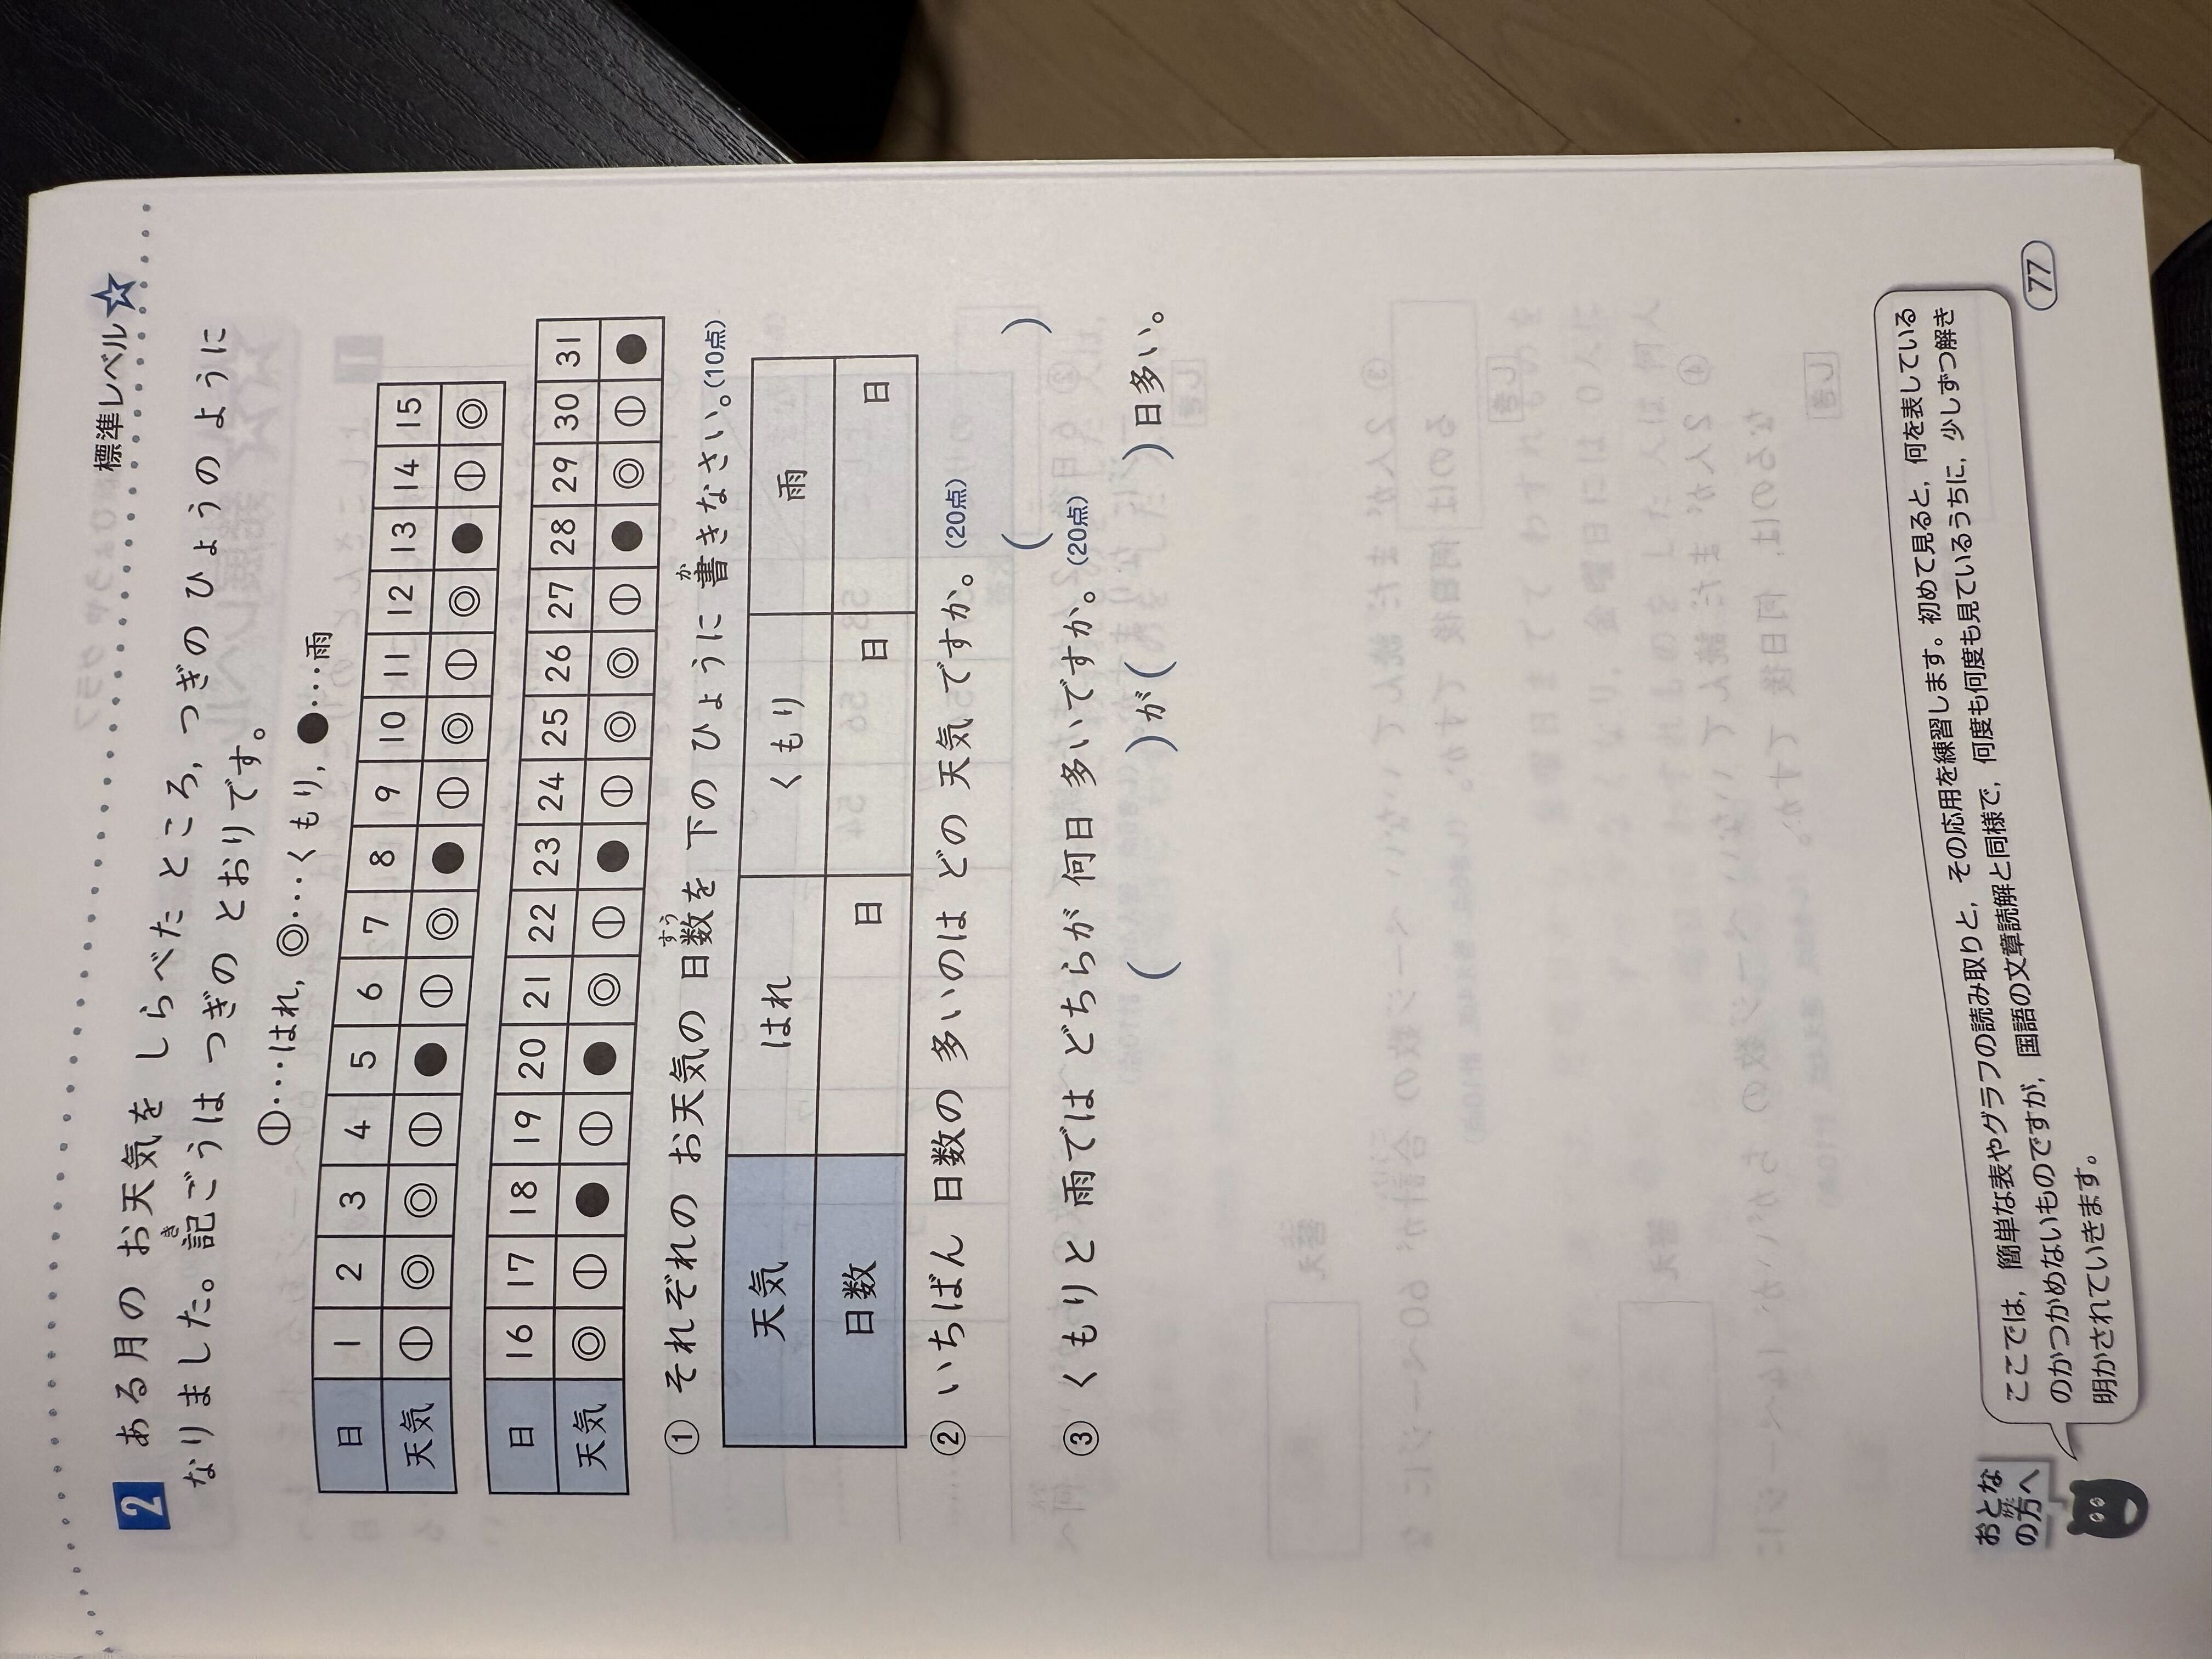 標準レベル☆
2 ある月の お天気を しらべた ところ, つぎの ひょうのように
なりました。記ごうは つぎの とおりです。
き
⦶…はれ, ◎…くもり, ●…雨
日 1 2 3 4 5 6 7 8 9 10 11 12 13 14 15
天気 ⦶ ◎ ◎ ⦶ ● ⦶ ◎ ● ⦶ ◎ ⦶ ◎ ● ⦶ ◎
日 16 17 18 19 20 21 22 23 24 25 26 27 28 29 30 31
天気 ◎ ⦶ ● ⦶ ● ◎ ⦶ ● ⦶ ◎ ◎ ⦶ ● ◎ ⦶ ●
すう か
① それぞれの お天気の 日数を 下の ひょうに 書きなさい。(10点)
天気 はれ くもり 雨
日数 日 日 日
② いちばん 日数の 多いのは どの 天気ですか。(20点)
( )
③ くもりと 雨では どちらが 何日 多いですか。(20点)
( )が( )日多い。
おとな
の方へ
かた
ここでは, 簡単な表やグラフの読み取りと, その応用を練習します。初めて見ると, 何を表している
のかつかめないものですが, 国語の文章読解と同様で, 何度も何度も見ているうちに, 少しずつ解き
明かされていきます。
77